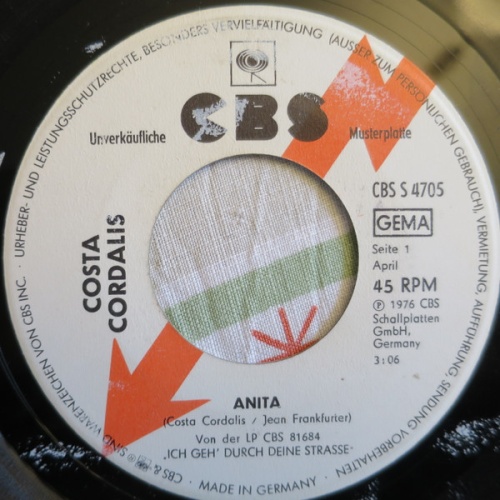 CBS
Unverkäufliche Musterplatte
CBS S 4705
GEMA
Seite 1
April
45 RPM
℗ 1976 CBS
Schallplatten
GmbH,
Germany
3:06
COSTA
CORDALIS
ANITA
(Costa Cordalis / Jean Frankfurter)
Von der LP CBS 81684
„ICH GEH' DURCH DEINE STRASSE"
URHEBER- UND LEISTUNGSSCHUTZRECHTE, BESONDERS VERVIELFÄLTIGUNG (AUSSER ZUM PERSÖNLICHEN GEBRAUCH), VERMIETUNG, AUFFÜHRUNG, SENDUNG VORBEHALTEN
MADE IN GERMANY
SIND WARENZEICHEN VON CBS INC.